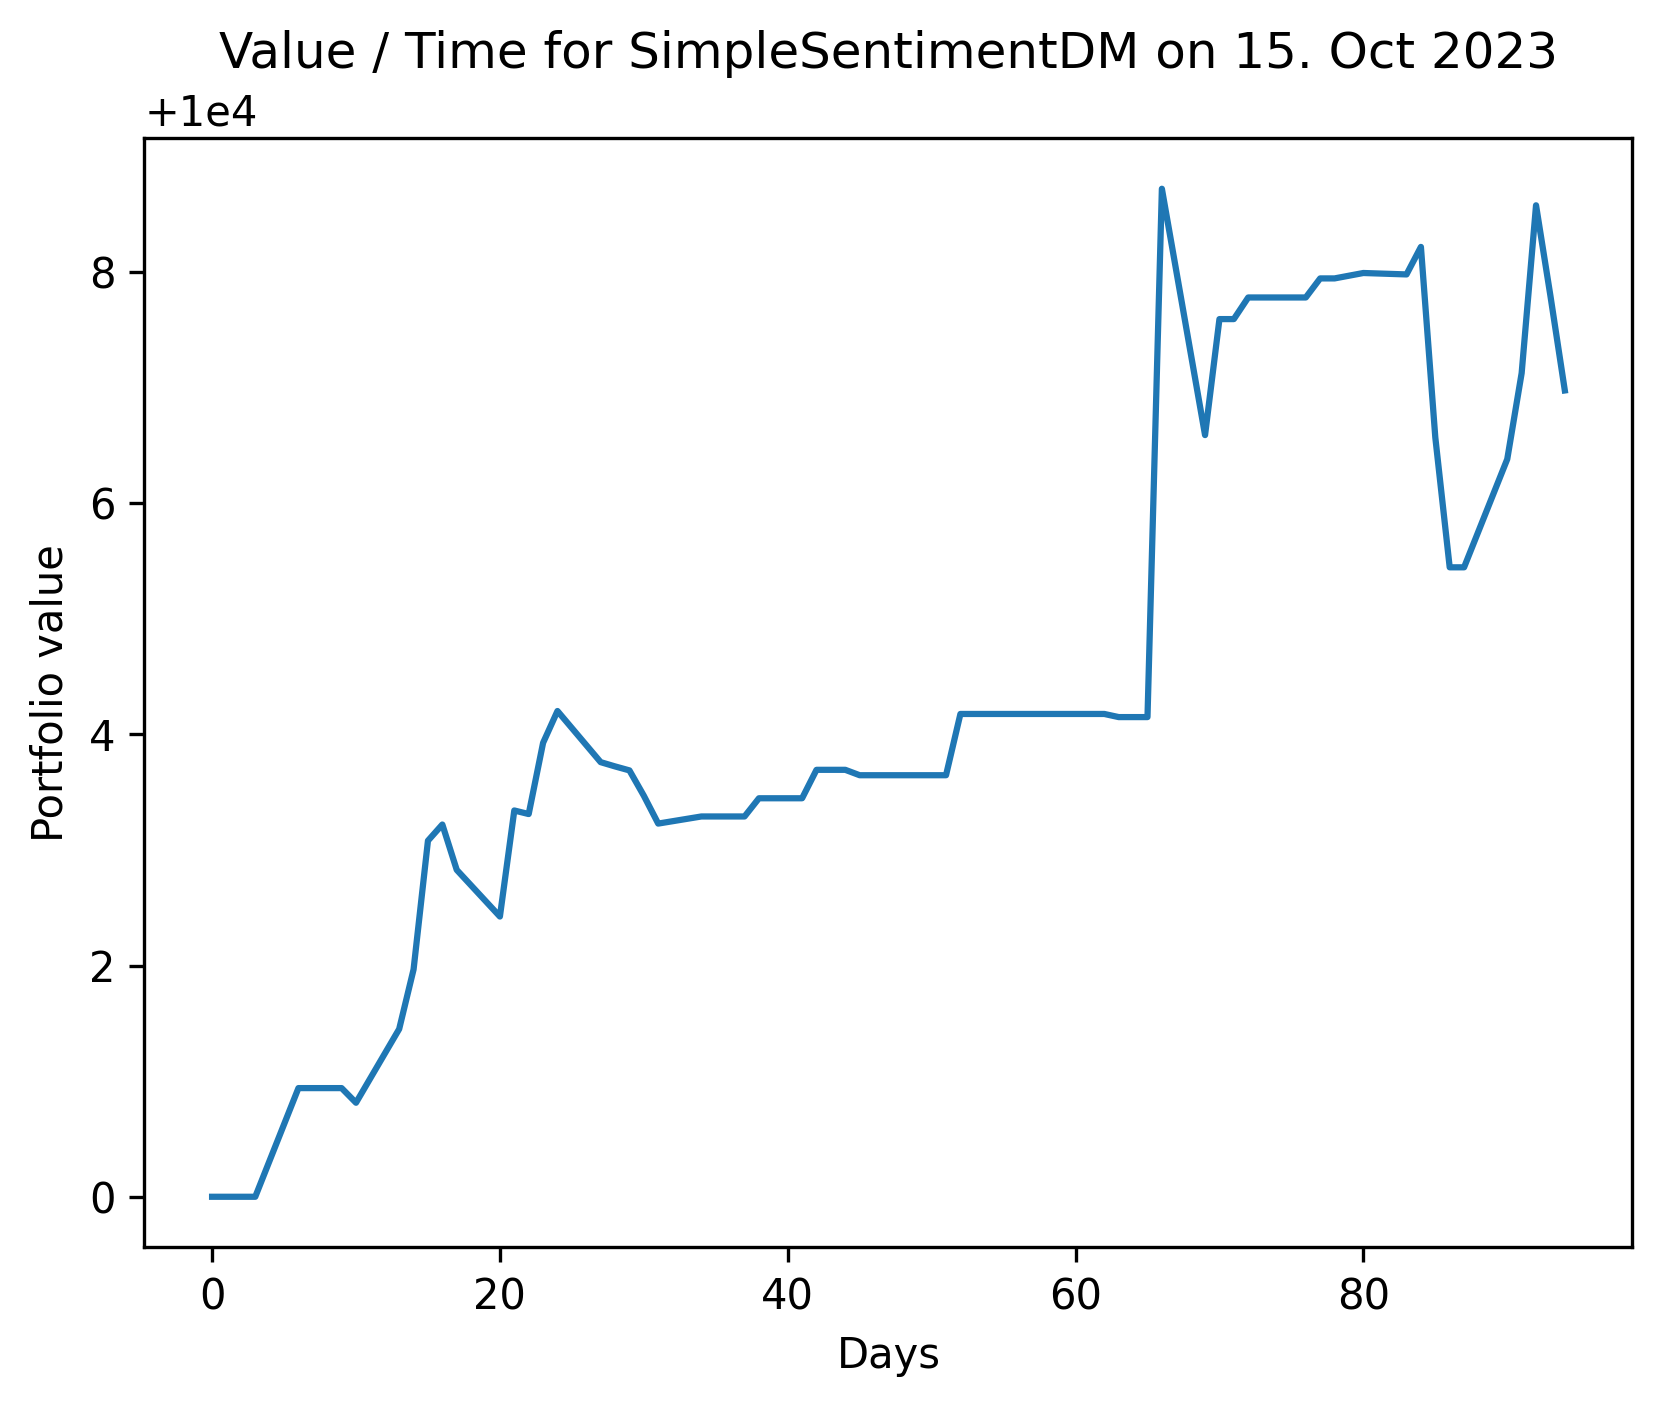 Value / Time for SimpleSentimentDM on 15. Oct 2023
+1e4
8
6
4
2
0
Portfolio value
0 20 40 60 80
Days